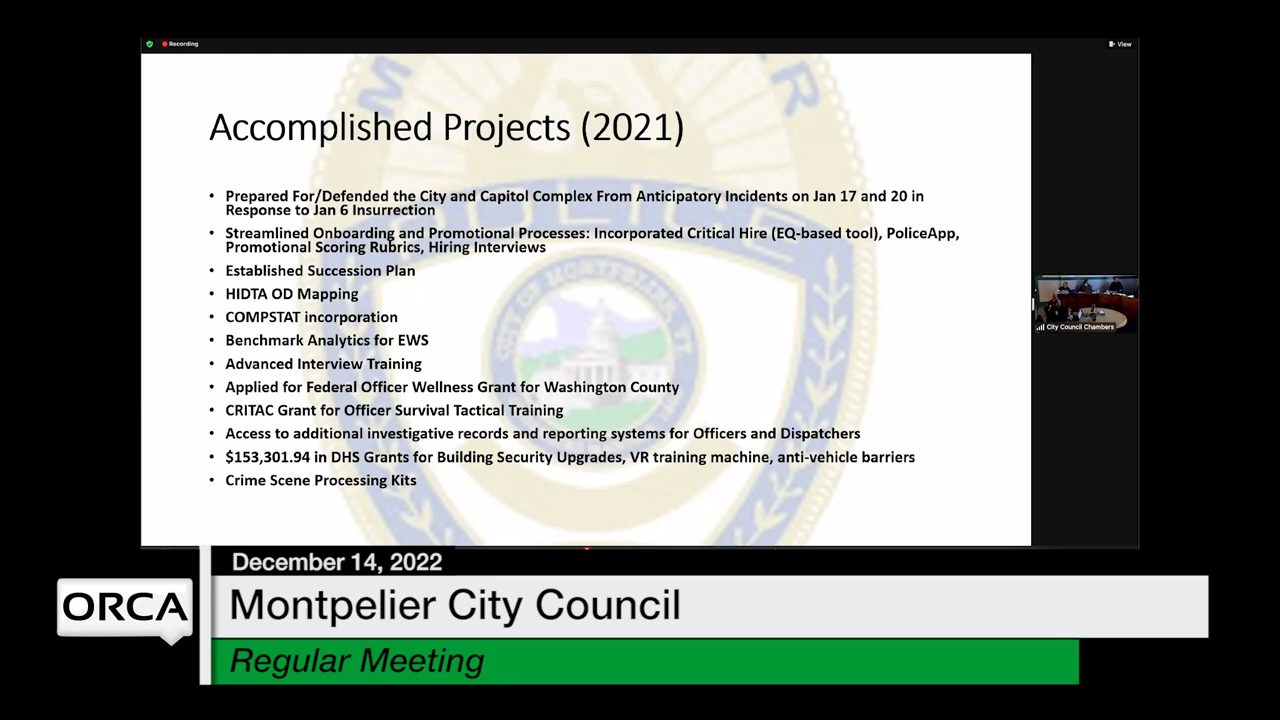 Recording
View
Accomplished Projects (2021)
• Prepared For/Defended the City and Capitol Complex From Anticipatory Incidents on Jan 17 and 20 in
Response to Jan 6 Insurrection
• Streamlined Onboarding and Promotional Processes: Incorporated Critical Hire (EQ-based tool), PoliceApp,
Promotional Scoring Rubrics, Hiring Interviews
• Established Succession Plan
• HIDTA OD Mapping
• COMPSTAT incorporation
• Benchmark Analytics for EWS
• Advanced Interview Training
• Applied for Federal Officer Wellness Grant for Washington County
• CRITAC Grant for Officer Survival Tactical Training
• Access to additional investigative records and reporting systems for Officers and Dispatchers
• $153,301.94 in DHS Grants for Building Security Upgrades, VR training machine, anti-vehicle barriers
• Crime Scene Processing Kits
POLICE
CITY OF MONTPELIER
City Council Chambers
December 14, 2022
ORCA
Montpelier City Council
Regular Meeting